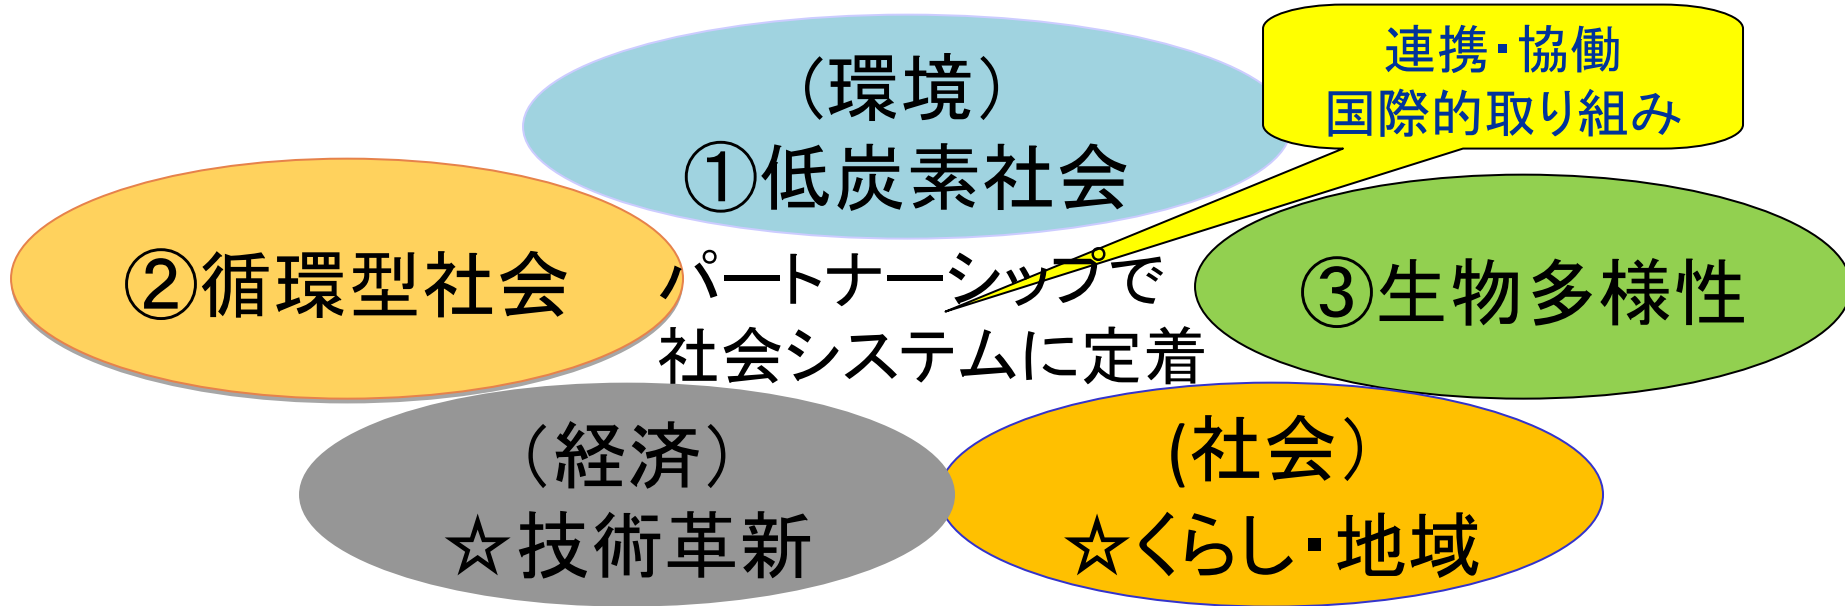 （環境）
①低炭素社会
連携・協働
国際的取り組み
②循環型社会
パートナーシップで
社会システムに定着
③生物多様性
（経済）
☆技術革新
(社会）
☆くらし・地域